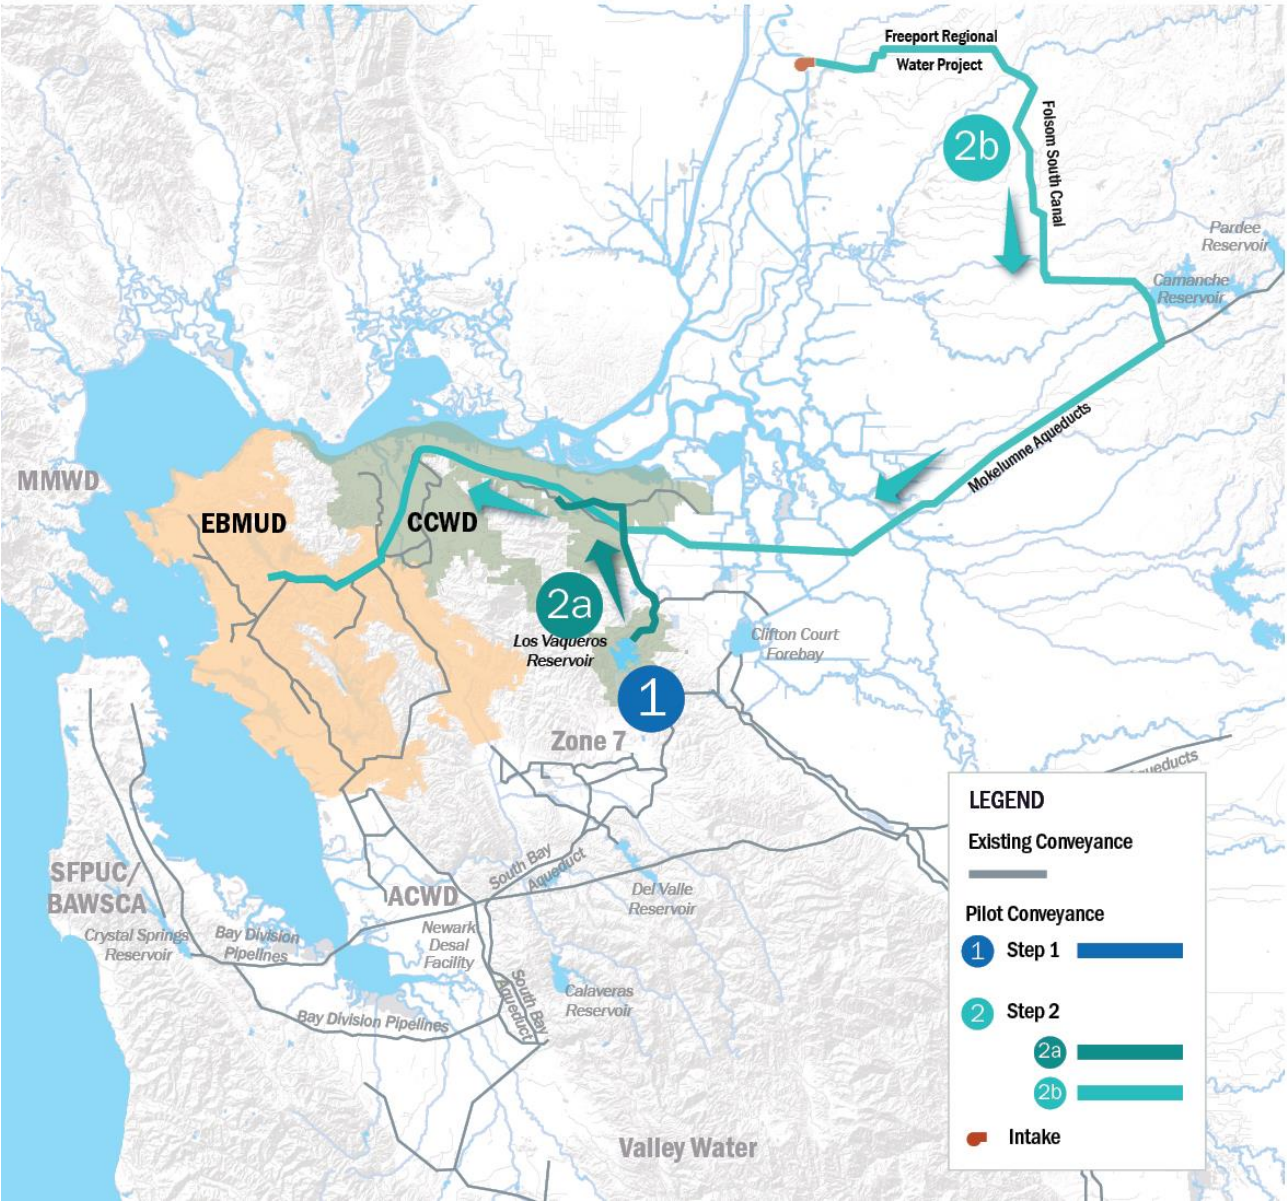 Freeport Regional
Water Project
2b
Folsom South Canal
Pardee
Reservoir
Camanche
Reservoir
Mokelumne Aqueducts
MMWD
EBMUD
CCWD
2a
Los Vaqueros
Reservoir
Clifton Court
Forebay
1
Zone 7
SFPUC/
BAWSCA
Crystal Springs
Reservoir
Bay Division
Pipelines
ACWD
Newark
Desal
Facility
South Bay
Aqueduct
Del Valle
Reservoir
Calaveras
Reservoir
South Bay
Aqueduct
Bay Division Pipelines
Valley Water
LEGEND
Existing Conveyance
Pilot Conveyance
1 Step 1
2 Step 2
2a
2b
Intake